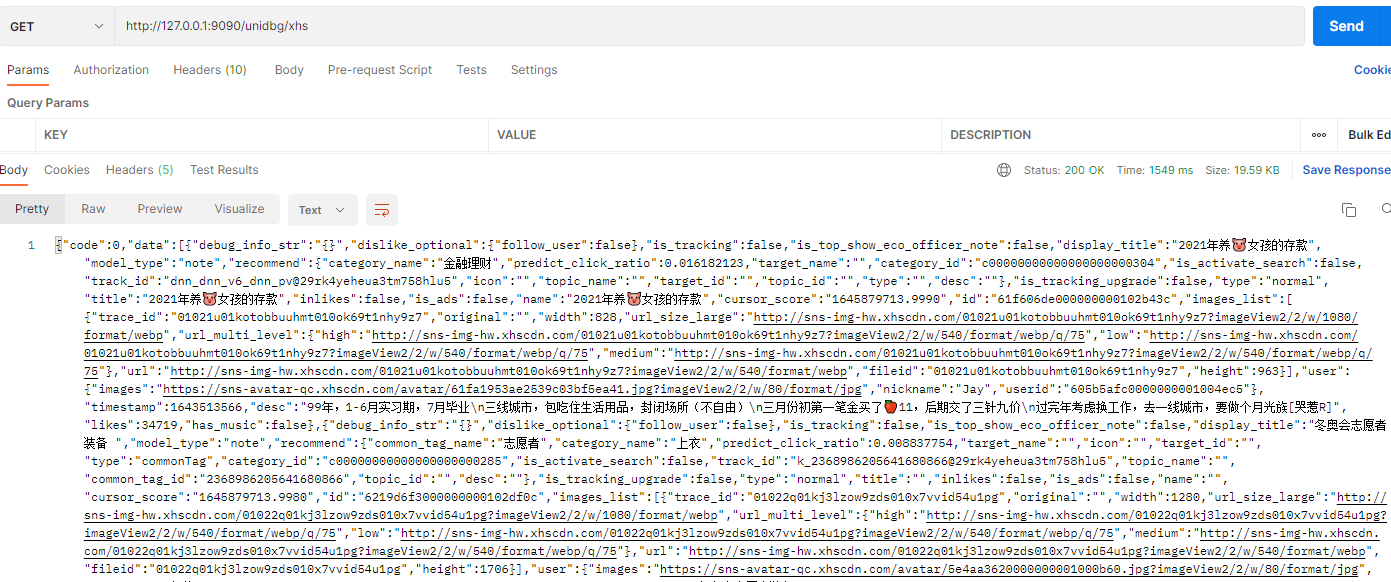 GET http://127.0.0.1:9090/unidbg/xhs Send
Params Authorization Headers (10) Body Pre-request Script Tests Settings Cookie
Query Params
KEY VALUE DESCRIPTION ooo Bulk Ed
Body Cookies Headers (5) Test Results Status: 200 OK Time: 1549 ms Size: 19.59 KB Save Response
Pretty Raw Preview Visualize Text
1 {"code":0,"data":[{"debug_info_str":"{}","dislike_optional":{"follow_user":false},"is_tracking":false,"is_top_show_eco_officer_note":false,"display_title":"2021年养🐷女孩的存款",
"model_type":"note","recommend":{"category_name":"金融理财","predict_click_ratio":0.016182123,"target_name":"","category_id":"c00000000000000000000304","is_activate_search":false,
"track_id":"dnn_dnn_v6_dnn_pv@29rk4yeheua3tm758hlu5","icon":"","topic_name":"","target_id":"","topic_id":"","type":"","desc":""},"is_tracking_upgrade":false,"type":"normal",
"title":"2021年养🐷女孩的存款","inlikes":false,"is_ads":false,"name":"2021年养🐷女孩的存款","cursor_score":"1645879713.9990","id":"61f606de000000000102b43c","images_list":[
{"trace_id":"01021u01kotobbuuhmt010ok69t1nhy9z7","original":"","width":828,"url_size_large":"http://sns-img-hw.xhscdn.com/01021u01kotobbuuhmt010ok69t1nhy9z7?imageView2/2/w/1080/
format/webp","url_multi_level":{"high":"http://sns-img-hw.xhscdn.com/01021u01kotobbuuhmt010ok69t1nhy9z7?imageView2/2/w/540/format/webp/q/75","low":"http://sns-img-hw.xhscdn.com/
01021u01kotobbuuhmt010ok69t1nhy9z7?imageView2/2/w/540/format/webp/q/75","medium":"http://sns-img-hw.xhscdn.com/01021u01kotobbuuhmt010ok69t1nhy9z7?imageView2/2/w/540/format/webp/q/
75"},"url":"http://sns-img-hw.xhscdn.com/01021u01kotobbuuhmt010ok69t1nhy9z7?imageView2/2/w/540/format/webp","fileid":"01021u01kotobbuuhmt010ok69t1nhy9z7","height":963}],"user":
{"images":"https://sns-avatar-qc.xhscdn.com/avatar/61fa1953ae2539c03bf5ea41.jpg?imageView2/2/w/80/format/jpg","nickname":"Jay","userid":"605b5afc0000000001004ec5"},
"timestamp":1643513566,"desc":"99年，1-6月实习期，7月毕业\n三线城市，包吃住生活用品，封闭场所（不自由）\n三月份初第一笔金买了🍎11，后期交了三针九价\n过完年考虑换工作，去一线城市，要做个月光族[哭惹R]",
"likes":34719,"has_music":false},{"debug_info_str":"{}","dislike_optional":{"follow_user":false},"is_tracking":false,"is_top_show_eco_officer_note":false,"display_title":"冬奥会志愿者
装备 ","model_type":"note","recommend":{"common_tag_name":"志愿者","category_name":"上衣","predict_click_ratio":0.008837754,"target_name":"","icon":"","target_id":"",
"type":"commonTag","category_id":"c00000000000000000000285","is_activate_search":false,"track_id":"k_2368986205641680866@29rk4yeheua3tm758hlu5","topic_name":"",
"common_tag_id":"2368986205641680866","topic_id":"","desc":""},"is_tracking_upgrade":false,"type":"normal","title":"","inlikes":false,"is_ads":false,"name":"",
"cursor_score":"1645879713.9980","id":"6219d6f3000000000102df0c","images_list":[{"trace_id":"01022q01kj3lzow9zds010x7vvid54u1pg","original":"","width":1280,"url_size_large":"http://
sns-img-hw.xhscdn.com/01022q01kj3lzow9zds010x7vvid54u1pg?imageView2/2/w/1080/format/webp","url_multi_level":{"high":"http://sns-img-hw.xhscdn.com/01022q01kj3lzow9zds010x7vvid54u1pg?
imageView2/2/w/540/format/webp/q/75","low":"http://sns-img-hw.xhscdn.com/01022q01kj3lzow9zds010x7vvid54u1pg?imageView2/2/w/540/format/webp/q/75","medium":"http://sns-img-hw.xhscdn.
com/01022q01kj3lzow9zds010x7vvid54u1pg?imageView2/2/w/540/format/webp/q/75"},"url":"http://sns-img-hw.xhscdn.com/01022q01kj3lzow9zds010x7vvid54u1pg?imageView2/2/w/540/format/webp",
"fileid":"01022q01kj3lzow9zds010x7vvid54u1pg","height":1706}],"user":{"images":"https://sns-avatar-qc.xhscdn.com/avatar/5e4aa3620000000001000b60.jpg?imageView2/2/w/80/format/jpg",